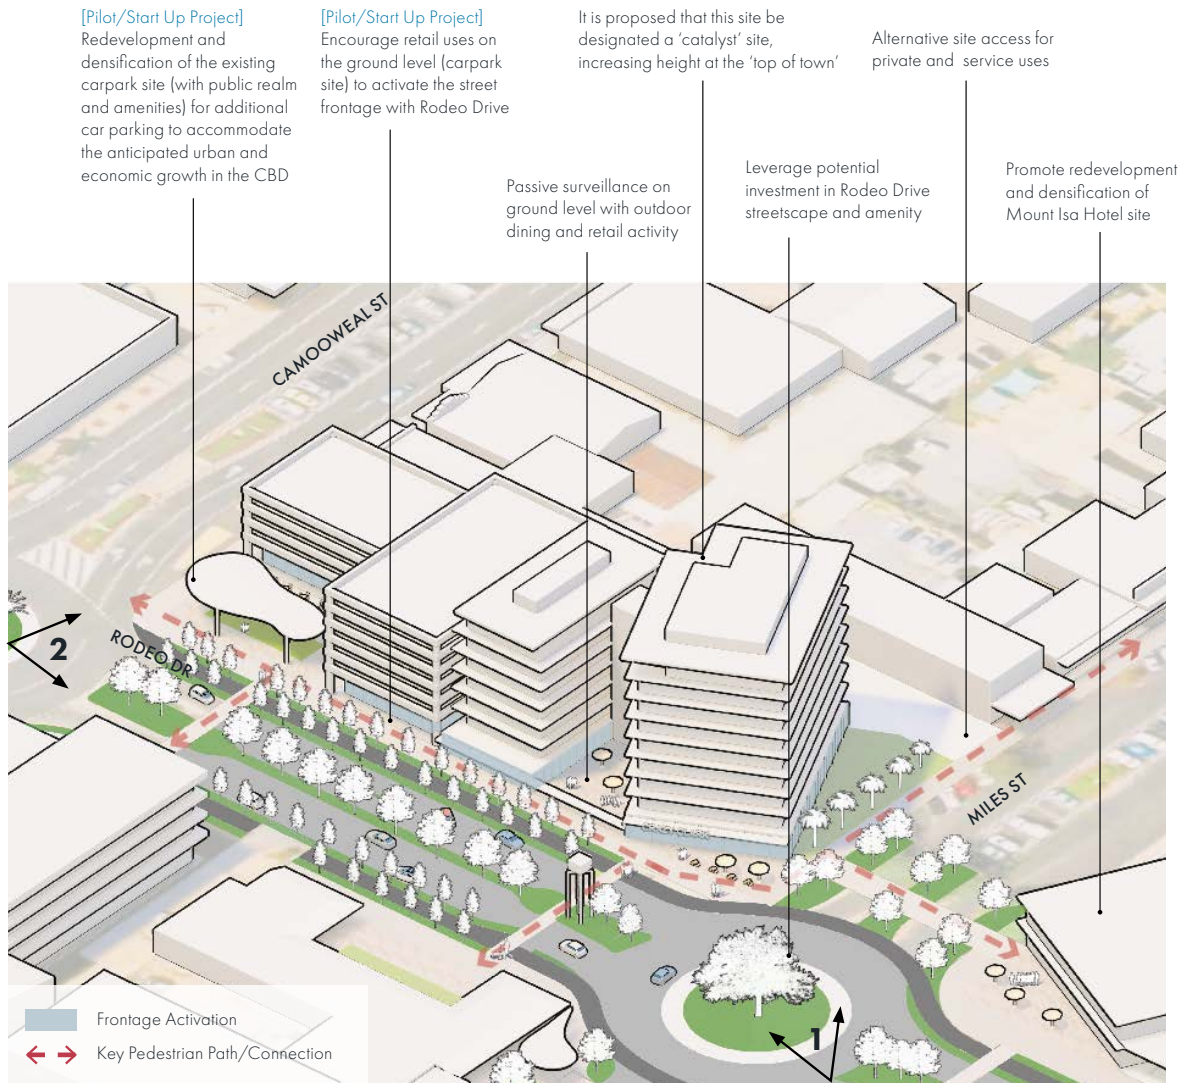 [Pilot/Start Up Project]
Redevelopment and
densification of the existing
carpark site (with public realm
and amenities) for additional
car parking to accommodate
the anticipated urban and
economic growth in the CBD
[Pilot/Start Up Project]
Encourage retail uses on
the ground level (carpark
site) to activate the street
frontage with Rodeo Drive
It is proposed that this site be
designated a ‘catalyst’ site,
increasing height at the ‘top of town’
Alternative site access for
private and service uses
Passive surveillance on
ground level with outdoor
dining and retail activity
Leverage potential
investment in Rodeo Drive
streetscape and amenity
Promote redevelopment
and densification of
Mount Isa Hotel site
CAMOOWEAL ST
2
RODEO DR
MILES ST
1
Frontage Activation
Key Pedestrian Path/Connection